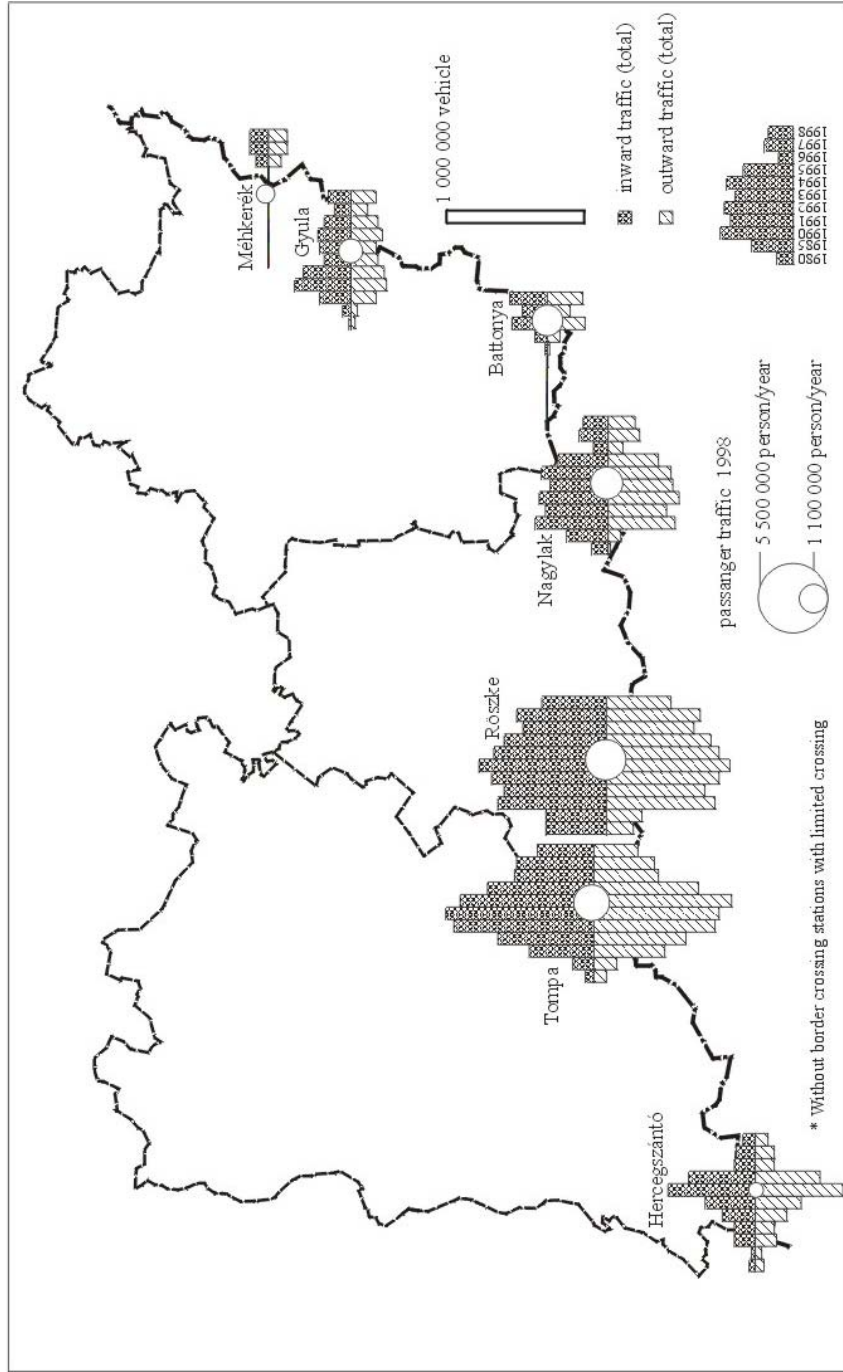 Méhkerék
Gyula
Battonya
Nagylak
Röszke
Tompa
Hercegszántó
1 000 000 vehicle
inward traffic (total)
outward traffic (total)
1980
1985
1990
1991
1992
1993
1994
1995
1996
1997
1998
passanger traffic 1998
5 500 000 person/year
1 100 000 person/year
* Without border crossing stations with limited crossing